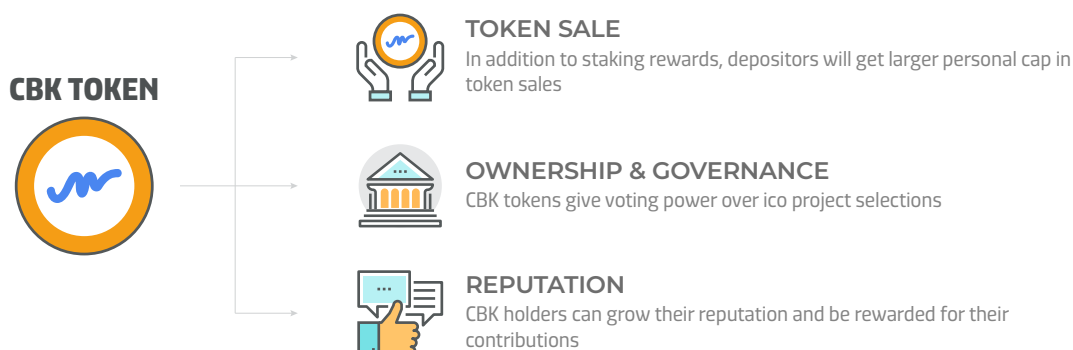 CBK TOKEN
TOKEN SALE
In addition to staking rewards, depositors will get larger personal cap in
token sales
OWNERSHIP & GOVERNANCE
CBK tokens give voting power over ico project selections
REPUTATION
CBK holders can grow their reputation and be rewarded for their
contributions